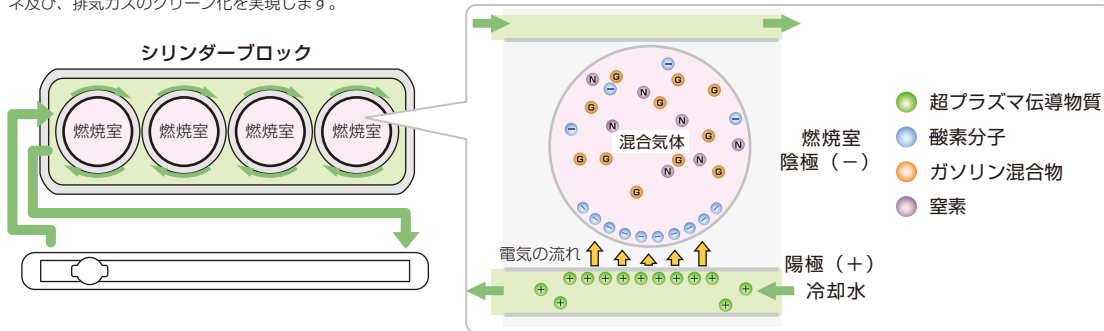 ネ及び、排気ガスのクリーン化を実現します。
シリンダーブロック
燃焼室
燃焼室
燃焼室
燃焼室
混合気体
N
G
G
N
G
G
G
N
N
G
N
G
G
G
N
N
G
G
燃焼室
陰極（－）
電気の流れ
陽極（＋）
冷却水
超プラズマ伝導物質
酸素分子
ガソリン混合物
窒素